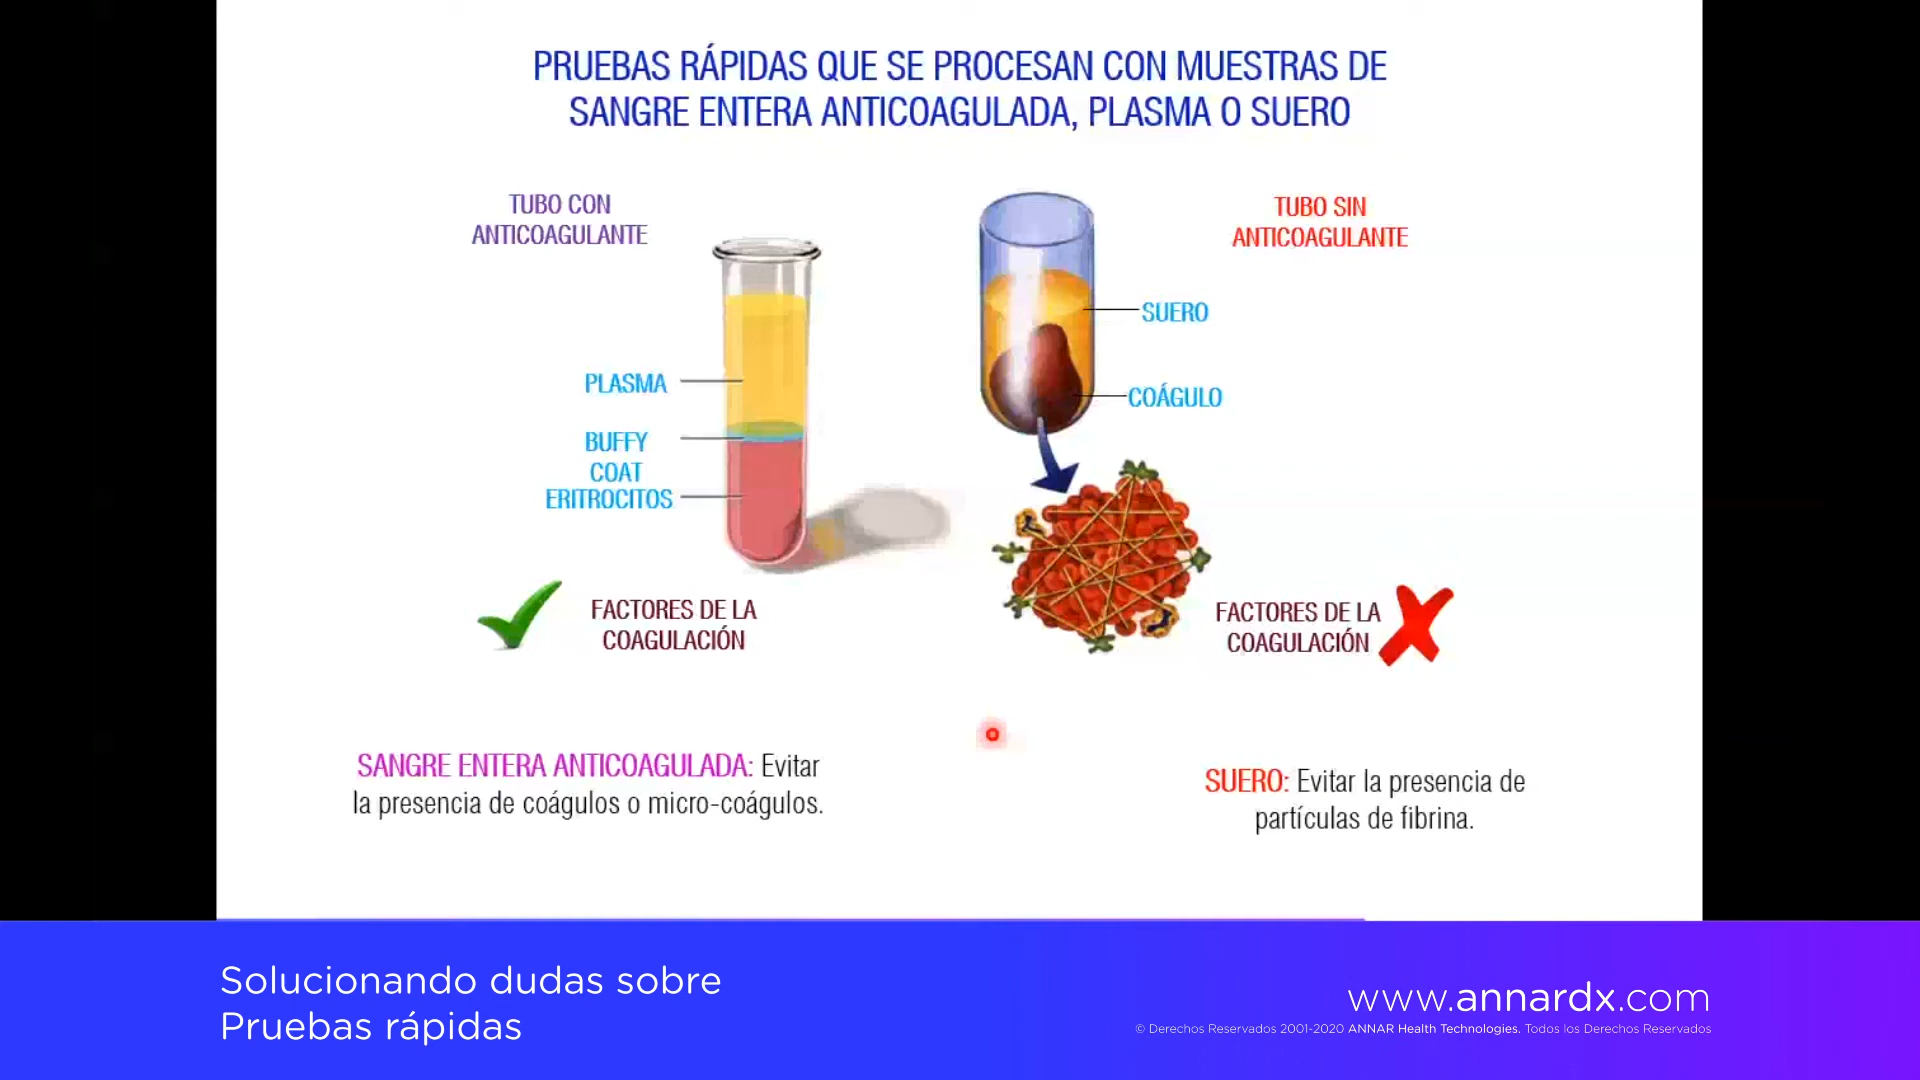 PRUEBAS RÁPIDAS QUE SE PROCESAN CON MUESTRAS DE
SANGRE ENTERA ANTICOAGULADA, PLASMA O SUERO
TUBO CON
ANTICOAGULANTE
TUBO SIN
ANTICOAGULANTE
SUERO
PLASMA
COÁGULO
BUFFY
COAT
ERITROCITOS
FACTORES DE LA
COAGULACIÓN
FACTORES DE LA
COAGULACIÓN
SANGRE ENTERA ANTICOAGULADA: Evitar
la presencia de coágulos o micro-coágulos.
SUERO: Evitar la presencia de
partículas de fibrina.
Solucionando dudas sobre
Pruebas rápidas
www.annardx.com
© Derechos Reservados 2001-2020 ANNAR Health Technologies. Todos los Derechos Reservados